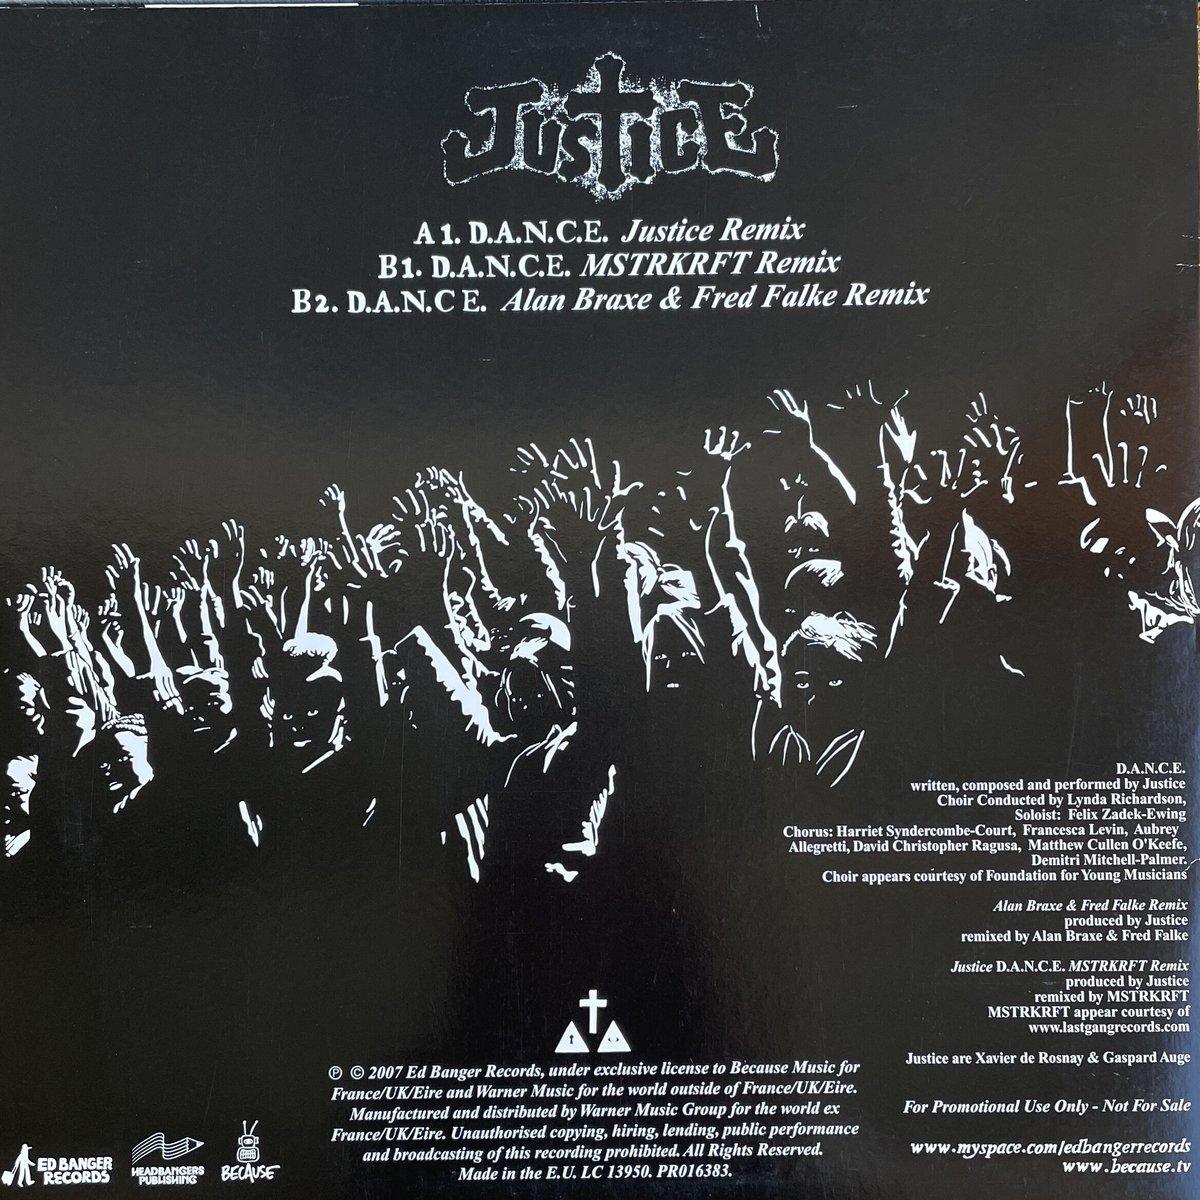 JUSTICE
A1. D.A.N.C.E. Justice Remix
B1. D.A.N.C.E. MSTRKRFT Remix
B2. D.A.N.C E. Alan Braxe & Fred Falke Remix
D.A.N.C.E.
written, composed and performed by Justice
Choir Conducted by Lynda Richardson,
Soloist: Felix Zadek-Ewing
Chorus: Harriet Syndercombe-Court, Francesca Levin, Aubrey
Allegretti, David Christopher Ragusa, Matthew Cullen O'Keefe,
Demitri Mitchell-Palmer.
Choir appears courtesy of Foundation for Young Musicians
Alan Braxe & Fred Falke Remix
produced by Justice
remixed by Alan Braxe & Fred Falke
Justice D.A.N.C.E. MSTRKRFT Remix
produced by Justice
remixed by MSTRKRFT
MSTRKRFT appear courtesy of
www.lastgangrecords.com
Justice are Xavier de Rosnay & Gaspard Auge
For Promotional Use Only - Not For Sale
www.myspace.com/edbangerrecords
www.because.tv
℗ © 2007 Ed Banger Records, under exclusive license to Because Music for
France/UK/Eire and Warner Music for the world outside of France/UK/Eire.
Manufactured and distributed by Warner Music Group for the world ex
France/UK/Eire. Unauthorised copying, hiring, lending, public performance
and broadcasting of this recording prohibited. All Rights Reserved.
Made in the E.U. LC 13950. PR016383.
ED BANGER
RECORDS
HEADBANGERS
PUBLISHING
BECAUSE